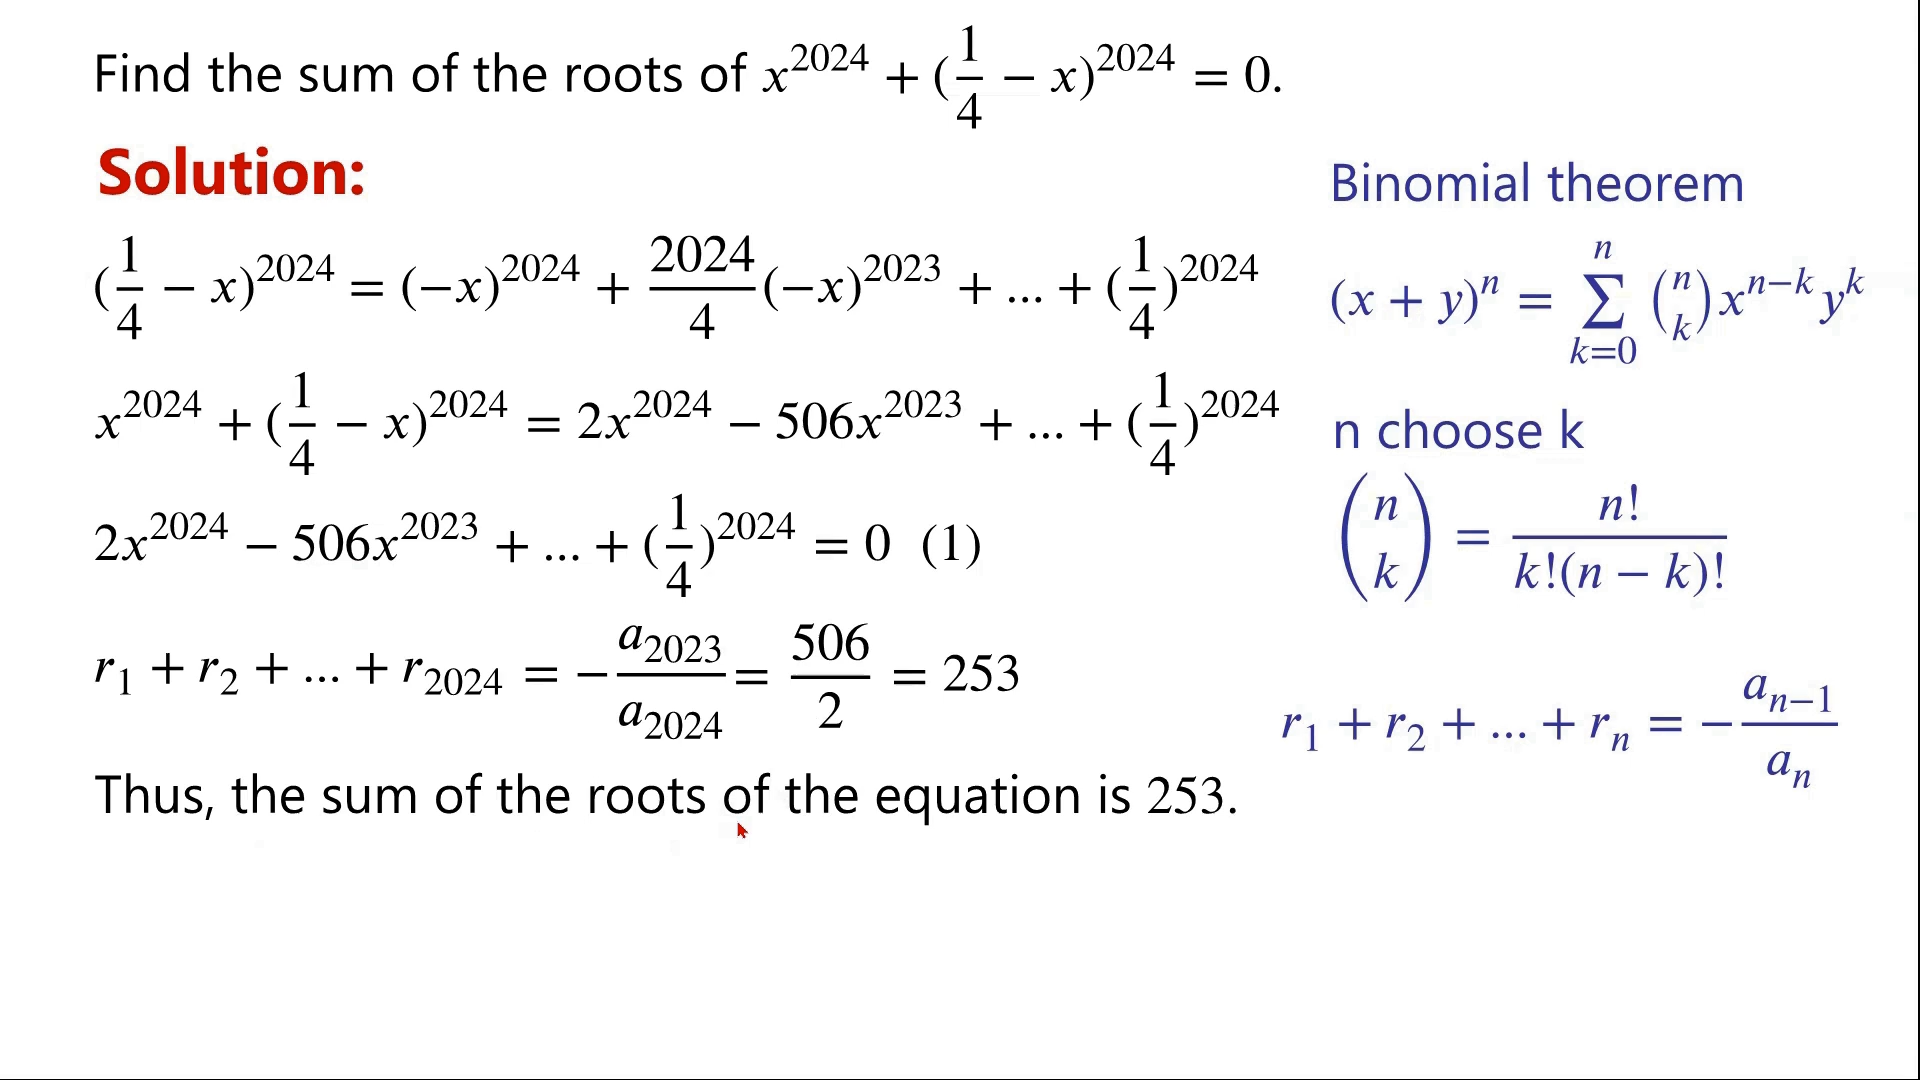 Find the sum of the roots of x^2024 + (1/4 − x)^2024 = 0.
Solution:
(1/4 − x)^2024 = (−x)^2024 + 2024/4 (−x)^2023 + ... + (1/4)^2024
x^2024 + (1/4 − x)^2024 = 2x^2024 − 506x^2023 + ... + (1/4)^2024
2x^2024 − 506x^2023 + ... + (1/4)^2024 = 0 (1)
r_1 + r_2 + ... + r_2024 = − a_2023/a_2024 = 506/2 = 253
Thus, the sum of the roots of the equation is 253.
Binomial theorem
(x + y)^n = ∑_{k=0}^{n} (n k) x^{n−k} y^k
n choose k
(n k) = n!/k!(n − k)!
r_1 + r_2 + ... + r_n = − a_{n−1}/a_n